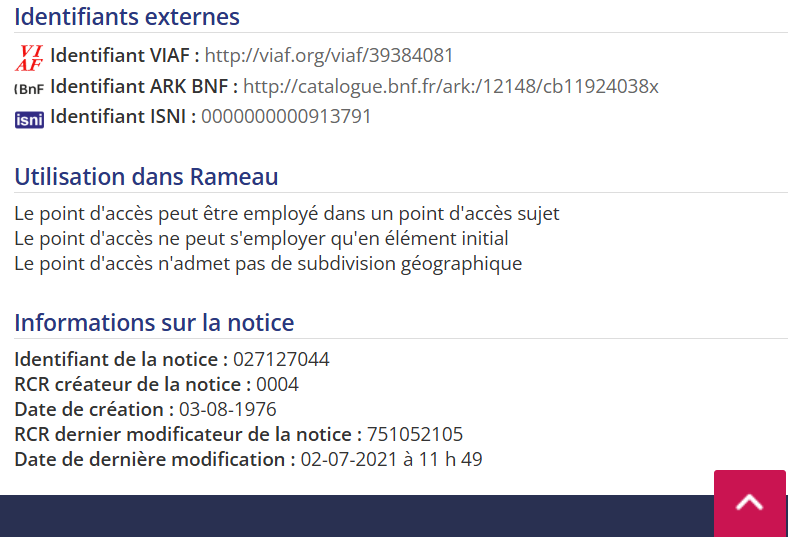 Identifiants externes
VIAF Identifiant VIAF : http://viaf.org/viaf/39384081
(BnF Identifiant ARK BNF : http://catalogue.bnf.fr/ark:/12148/cb11924038x
isni Identifiant ISNI : 0000000000913791
Utilisation dans Rameau
Le point d'accès peut être employé dans un point d'accès sujet
Le point d'accès ne peut s'employer qu'en élément initial
Le point d'accès n'admet pas de subdivision géographique
Informations sur la notice
Identifiant de la notice : 027127044
RCR créateur de la notice : 0004
Date de création : 03-08-1976
RCR dernier modificateur de la notice : 751052105
Date de dernière modification : 02-07-2021 à 11 h 49